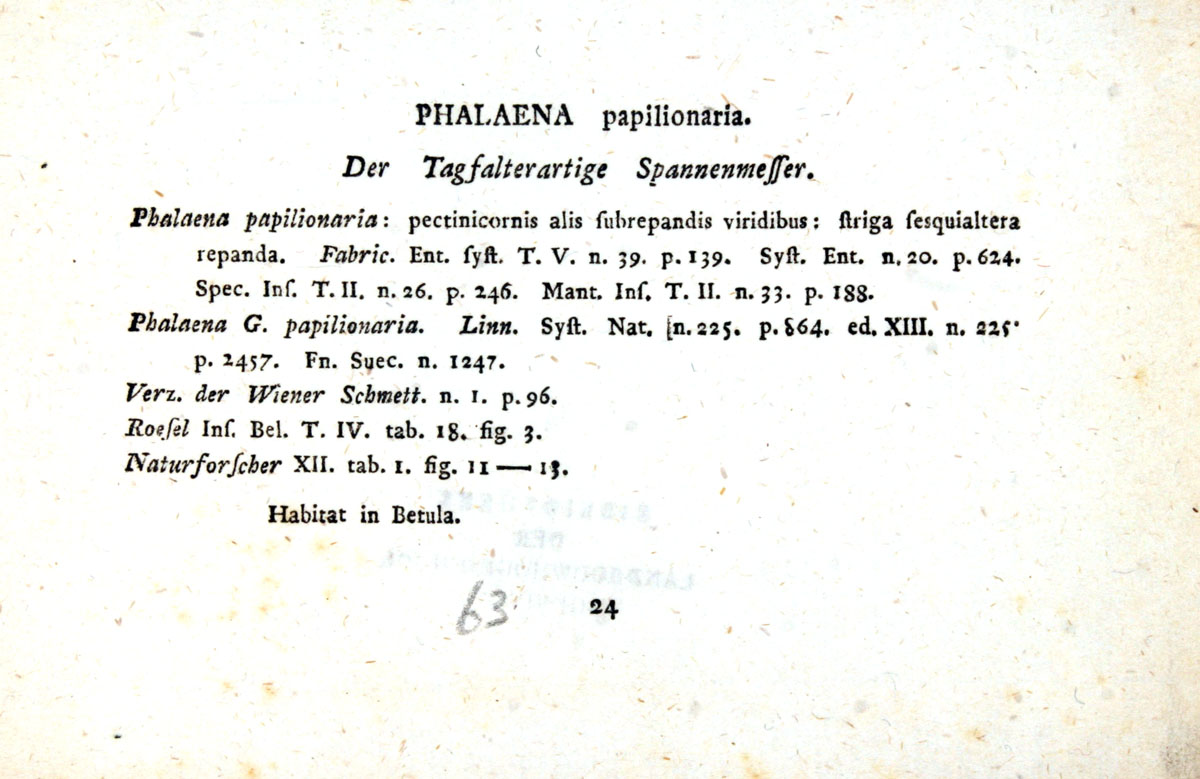 PHALAENA papilionaria.
Der Tagfalterartige Spannenmeſſer.
Phalaena papilionaria: pectinicornis alis ſubrepandis viridibus: ſtriga ſesquialtera
repanda. Fabric. Ent. ſyſt. T. V. n. 39. p. 139. Syſt. Ent. n. 20. p. 624.
Spec. Inſ. T. II. n. 26. p. 246. Mant. Inſ. T. II. n. 33. p. 188.
Phalaena G. papilionaria. Linn. Syſt. Nat. [n. 225. p. 864. ed. XIII. n. 225.
p. 2457. Fn. Suec. n. 1247.
Verz. der Wiener Schmett. n. 1. p. 96.
Roeſel Inſ. Bel. T. IV. tab. 18. fig. 3.
Naturforſcher XII. tab. 1. fig. 11 — 13.
Habitat in Betula.
63. 24